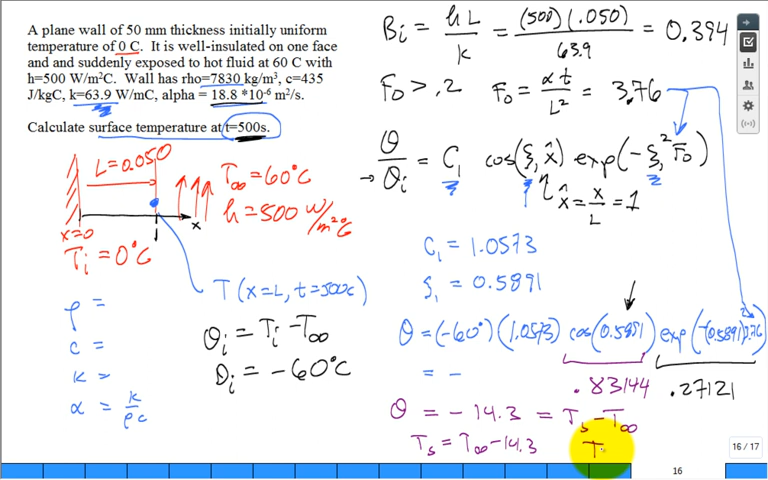 A plane wall of 50 mm thickness initially uniform
temperature of 0 C. It is well-insulated on one face
and and suddenly exposed to hot fluid at 60 C with
h=500 W/m²C. Wall has rho=7830 kg/m³, c=435
J/kgC, k=63.9 W/mC, alpha = 18.8 *10⁻⁶ m²/s.
Calculate surface temperature at t=500s.
L=0.050
T∞=60°C
h=500 W/m²°C
x=0
x
Ti=0°C
T(x=L, t=500s)
ρ =
c =
k =
α = k/ρc
θi = Ti - T∞
θi = -60°C
Bi = hL/k = (500)(.050)/63.9 = 0.394
Fo > .2 Fo = αt/L² = 3.76
→ θ/θi = C₁ cos(ξ₁x̂) exp(-ξ₁²Fo)
x̂ = x/L = 1
C₁ = 1.0573
ξ₁ = 0.5891
θ = (-60°)(1.0573) cos(0.5891) exp(-(0.5891)²3.76)
= -
.83144 .27121
θ = -14.3 = Ts - T∞
Ts = T∞ - 14.3 Ts
16 / 17
16